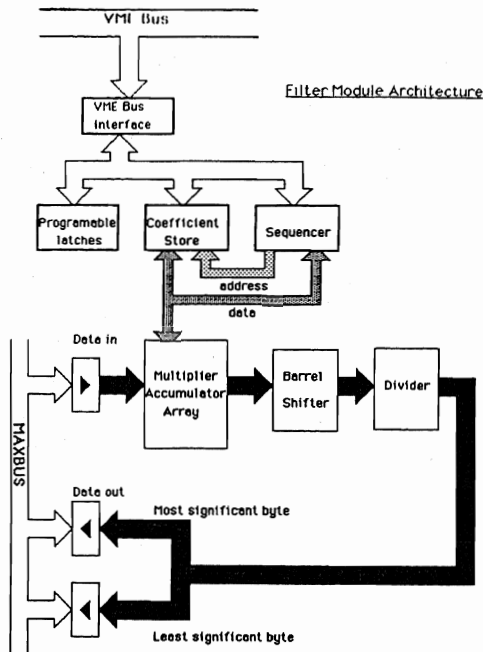 VME Bus
Filter Module Architecture
VME Bus
Interface
Programable
latches
Coefficient
Store
Sequencer
address
data
Data in
Multiplier
Accumulator
Array
Barrel
Shifter
Divider
MAXBUS
Data out
Most significant byte
Least significant byte